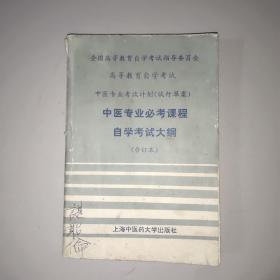 全国高等教育自学考试指导委员会
高等教育自学考试
中医专业考试计划(试行草案)
中医专业必考课程
自学考试大纲
(合订本)
上海中医药大学出版社